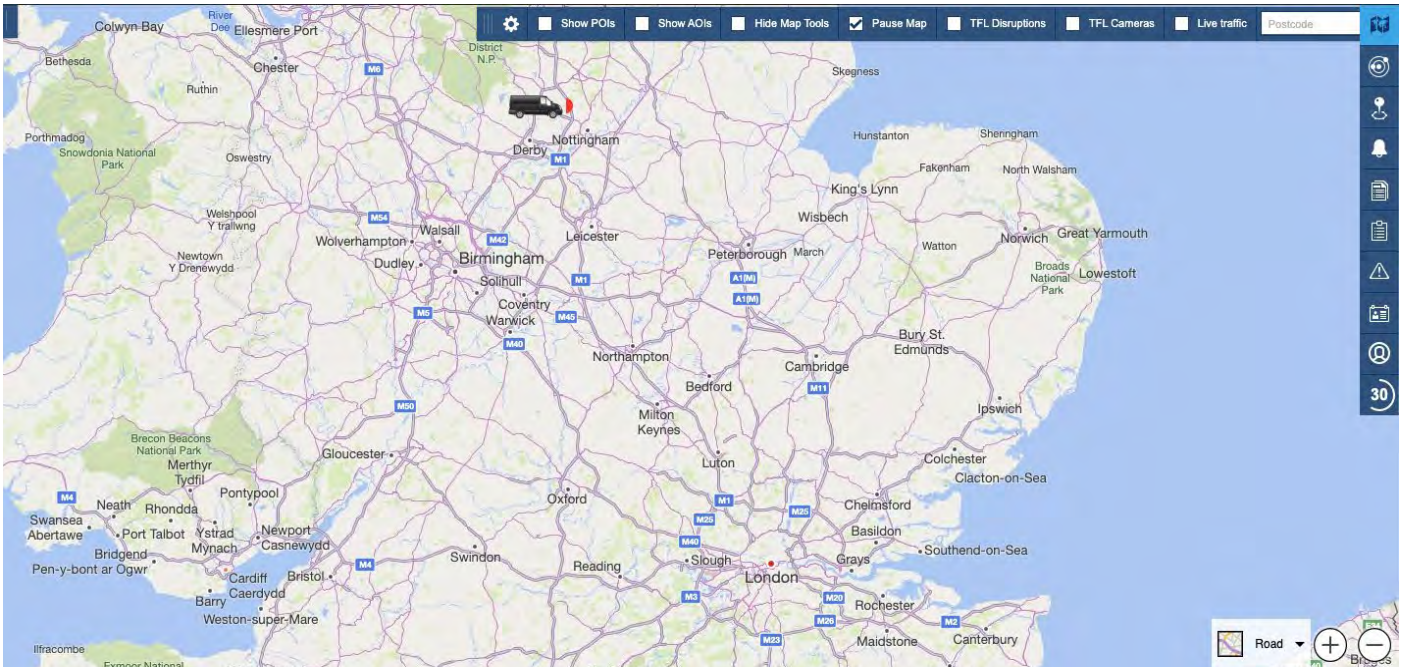 Show POIs
Show AOIs
Hide Map Tools
Pause Map
TFL Disruptions
TFL Cameras
Live traffic
Postcode
Colwyn Bay
River
Dee
Ellesmere Port
District
N.P.
Bethesda
Chester
M6
Skegness
Ruthin
Porthmadog
Snowdonia National
Park
Oswestry
Derby
Nottingham
M1
Hunstanton
Sheringham
Fakenham
North Walsham
King's Lynn
Welshpool
Y trallwng
M54
Walsall
Wolverhampton
M42
Leicester
Wisbech
Norwich
Great Yarmouth
Newtown
Y Drenewydd
Dudley
Birmingham
Peterborough
March
Watton
Broads
National
Park
Lowestoft
Solihull
M1
A1(M)
A1(M)
Coventry
Warwick
M5
M45
M40
Northampton
Bury St.
Edmunds
Cambridge
Bedford
M11
M50
Milton
Keynes
Ipswich
Brecon Beacons
National Park
Merthyr
Tydfil
Gloucester
Luton
Colchester
Clacton-on-Sea
M4
Neath
Rhondda
Pontypool
Oxford
M1
M25
M25
Chelmsford
Swansea
Abertawe
Port Talbot
Ystrad
Mynach
Newport
Casnewydd
M40
Basildon
Bridgend
Pen-y-bont ar Ogwr
M4
Swindon
Reading
Slough
London
Grays
Southend-on-Sea
Cardiff
Caerdydd
Bristol
Barry
Weston-super-Mare
M3
M20
Rochester
M26
M2
M23
Maidstone
Canterbury
Ilfracombe
Exmoor National
30
Road